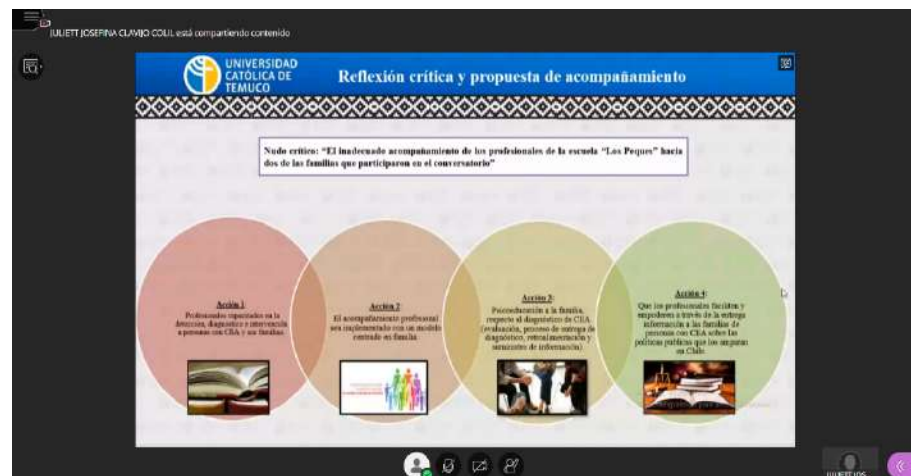 JULIETT JOSEFINA CLAVIJO COLIL está compartiendo contenido
UNIVERSIDAD
CATÓLICA DE
TEMUCO
Reflexión crítica y propuesta de acompañamiento
Nudo crítico: “El inadecuado acompañamiento de los profesionales de la escuela “Los Peques” hacia
dos de las familias que participaron en el conversatorio”
Acción 1:
Profesionales capacitados en la
detección, diagnóstico e intervención
a personas con CEA y sus familias.
Acción 2:
El acompañamiento profesional
sea implementado con un modelo
centrado en familia.
Acción 3:
Psicoeducación a la familia,
respecto al diagnóstico de CEA.
(evaluación, proceso de entrega de
diagnóstico, retroalimentación y
de información).
Acción 4:
Que los profesionales faciliten y
empoderen a través de la entrega
información a las familias de
personas con CEA sobre las
políticas públicas que los amparan
en Chile.
JULIETT JOS